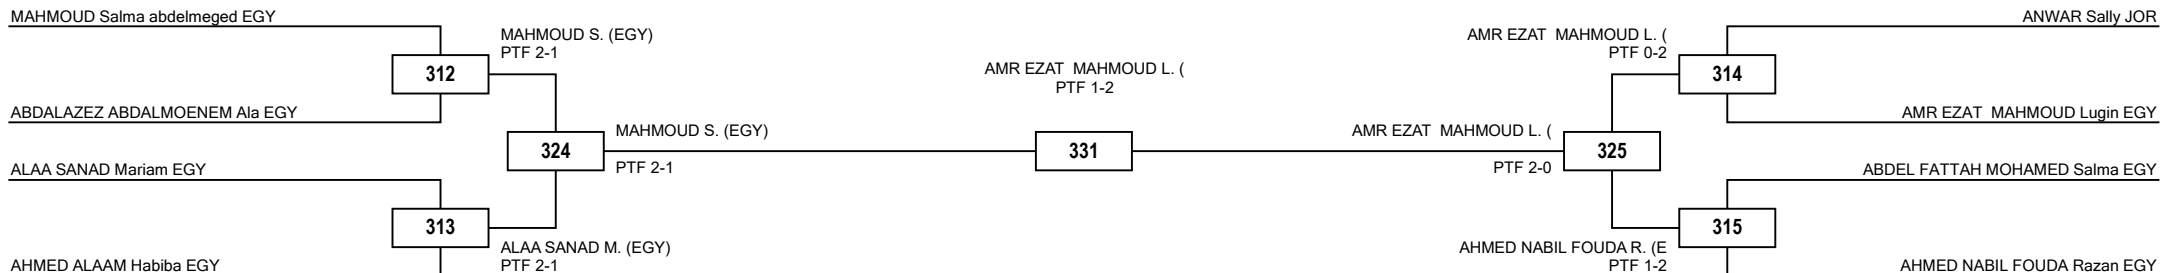 MAHMOUD Salma abdelmeged EGY
ANWAR Sally JOR
MAHMOUD S. (EGY)
PTF 2-1
AMR EZAT  MAHMOUD L. (
PTF 0-2
312
AMR EZAT  MAHMOUD L. (
PTF 1-2
314
ABDALAZEZ ABDALMOENEM Ala EGY
AMR EZAT  MAHMOUD Lugin EGY
MAHMOUD S. (EGY)
PTF 2-1
324
331
AMR EZAT  MAHMOUD L. (
PTF 2-0
325
ALAA SANAD Mariam EGY
ABDEL FATTAH MOHAMED Salma EGY
313
315
ALAA SANAD M. (EGY)
PTF 2-1
AHMED NABIL FOUDA R. (E
PTF 1-2
AHMED ALAAM Habiba EGY
AHMED NABIL FOUDA Razan EGY